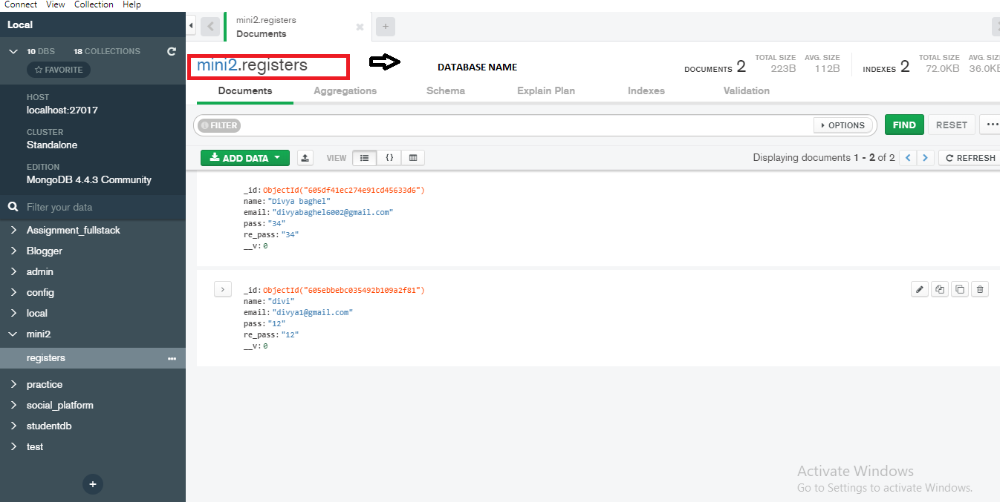 Connect View Collection Help
Local
10 DBS 18 COLLECTIONS
FAVORITE
HOST
localhost:27017
CLUSTER
Standalone
EDITION
MongoDB 4.4.3 Community
Filter your data
Assignment_fullstack
Blogger
admin
config
local
mini2
registers
practice
social_platform
studentdb
test
+
mini2.registers
Documents
+
mini2.registers
DATABASE NAME
DOCUMENTS 2 TOTAL SIZE 223B AVG. SIZE 112B
INDEXES 2 TOTAL SIZE 72.0KB AVG. SIZ 36.0K
Documents Aggregations Schema Explain Plan Indexes Validation
FILTER OPTIONS FIND RESET ...
ADD DATA VIEW {} Displaying documents 1 - 2 of 2 < > REFRESH
_id: ObjectId("605df41ec274e91cd45633d6")
name: "Divya baghel"
email: "divyabaghel6002@gmail.com"
pass: "34"
re_pass: "34"
__v: 0
_id: ObjectId("605ebbebc035492b109a2f81")
name: "divi"
email: "divya1@gmail.com"
pass: "12"
re_pass: "12"
__v: 0
Activate Windows
Go to Settings to activate Windows.